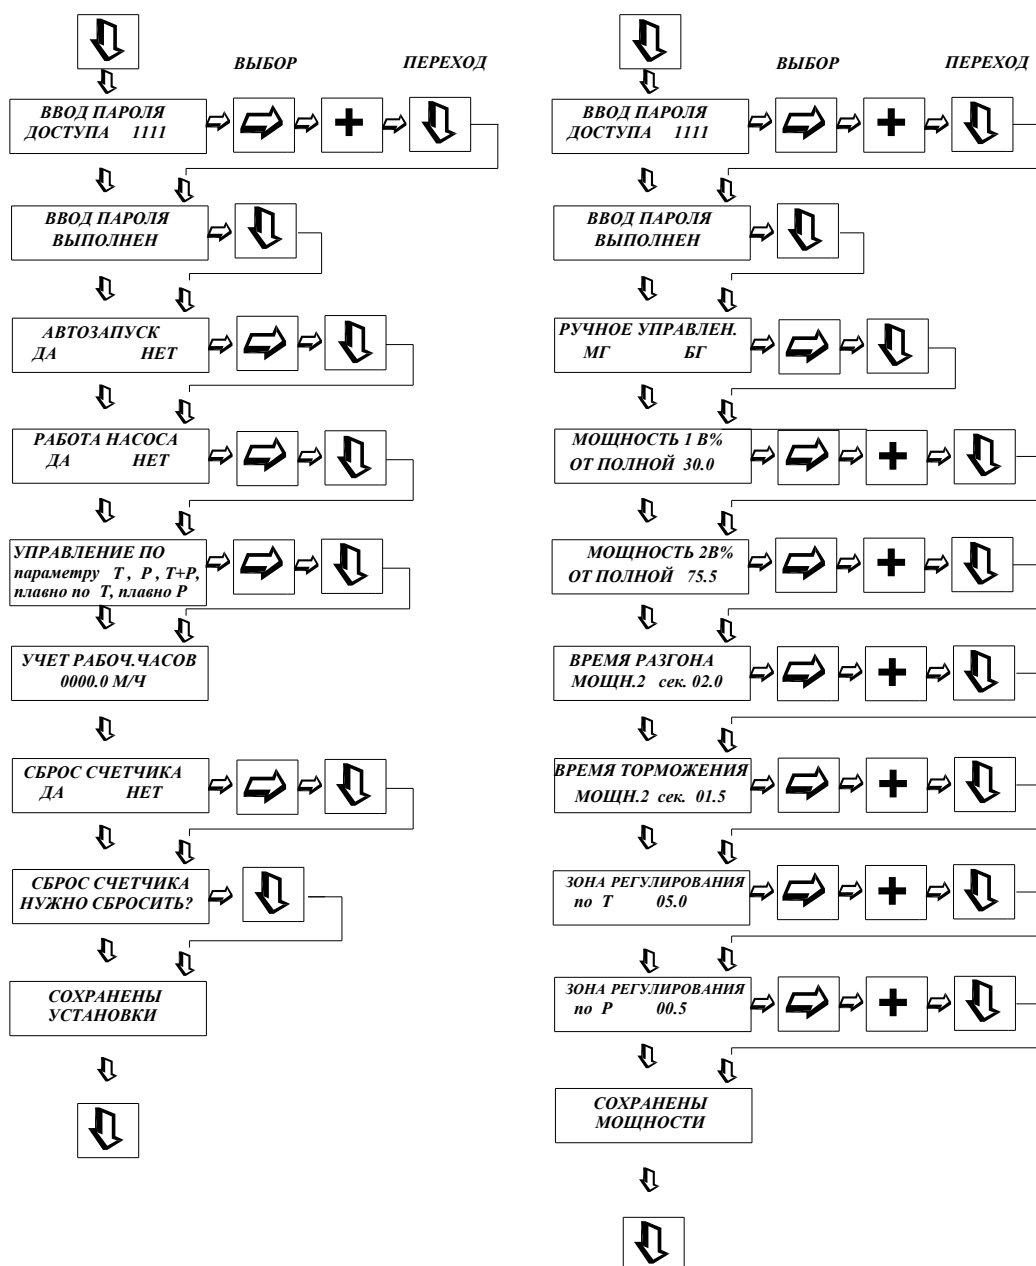 ВЫБОР ПЕРЕХОД
ВВОД ПАРОЛЯ
ДОСТУПА 1111
ВВОД ПАРОЛЯ
ВЫПОЛНЕН
АВТОЗАПУСК
ДА НЕТ
РАБОТА НАСОСА
ДА НЕТ
УПРАВЛЕНИЕ ПО
параметру Т , Р , Т+Р,
плавно по Т, плавно Р
УЧЕТ РАБОЧ.ЧАСОВ
0000.0 М/Ч
СБРОС СЧЕТЧИКА
ДА НЕТ
СБРОС СЧЕТЧИКА
НУЖНО СБРОСИТЬ?
СОХРАНЕНЫ
УСТАНОВКИ
ВЫБОР ПЕРЕХОД
ВВОД ПАРОЛЯ
ДОСТУПА 1111
ВВОД ПАРОЛЯ
ВЫПОЛНЕН
РУЧНОЕ УПРАВЛЕН.
МГ БГ
МОЩНОСТЬ 1 В%
ОТ ПОЛНОЙ 30.0
МОЩНОСТЬ 2В%
ОТ ПОЛНОЙ 75.5
ВРЕМЯ РАЗГОНА
МОЩН.2 сек. 02.0
ВРЕМЯ ТОРМОЖЕНИЯ
МОЩН.2 сек. 01.5
ЗОНА РЕГУЛИРОВАНИЯ
по Т 05.0
ЗОНА РЕГУЛИРОВАНИЯ
по Р 00.5
СОХРАНЕНЫ
МОЩНОСТИ